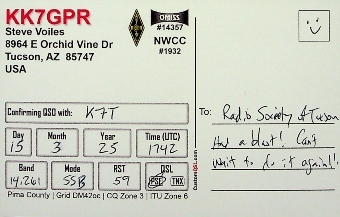 KK7GPR
Steve Voiles
8964 E Orchid Vine Dr
Tucson, AZ 85747
USA
OMISS
#14357
NWCC
#1932
Confirming QSO with: K7T
Day Month Year Time (UTC)
15 3 25 1742
Band Mode RST QSL
14.261 SSB 59 PSE TNX
Pima County | Grid DM42oc | CQ Zone 3 | ITU Zone 6
CustomQSL.com
To: Radio Society of Tucson
Had a blast! Can't
wait to do it again!!